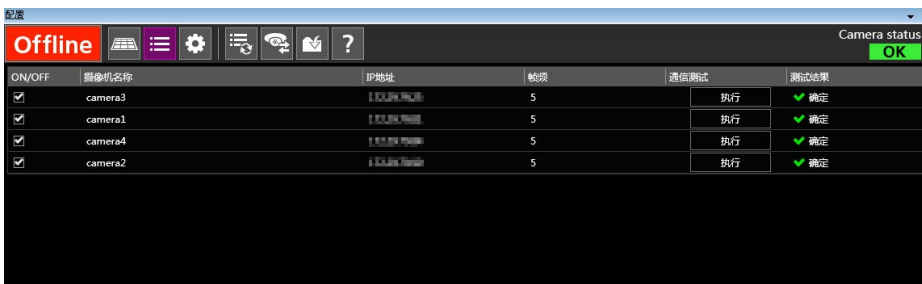 配置
Offline ? Camera status
OK
ON/OFF 摄像机名称 IP地址 帧频 通信测试 测试结果
camera3 5 执行 确定
camera1 5 执行 确定
camera4 5 执行 确定
camera2 5 执行 确定